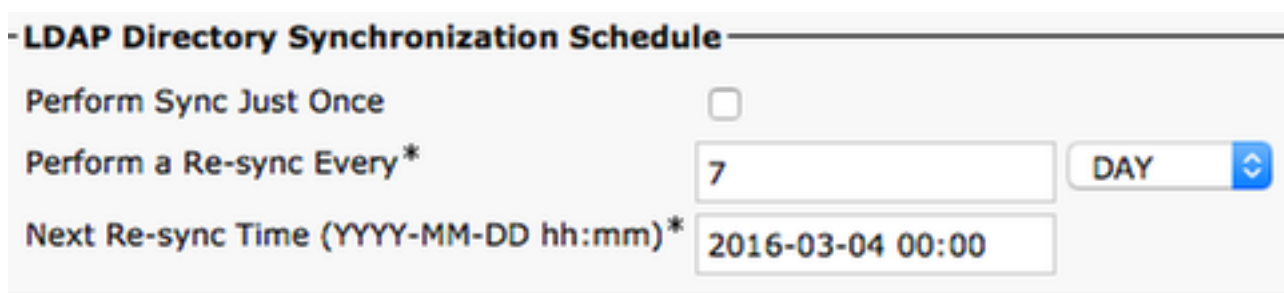 LDAP Directory Synchronization Schedule
Perform Sync Just Once
Perform a Re-sync Every* 7 DAY
Next Re-sync Time (YYYY-MM-DD hh:mm)* 2016-03-04 00:00